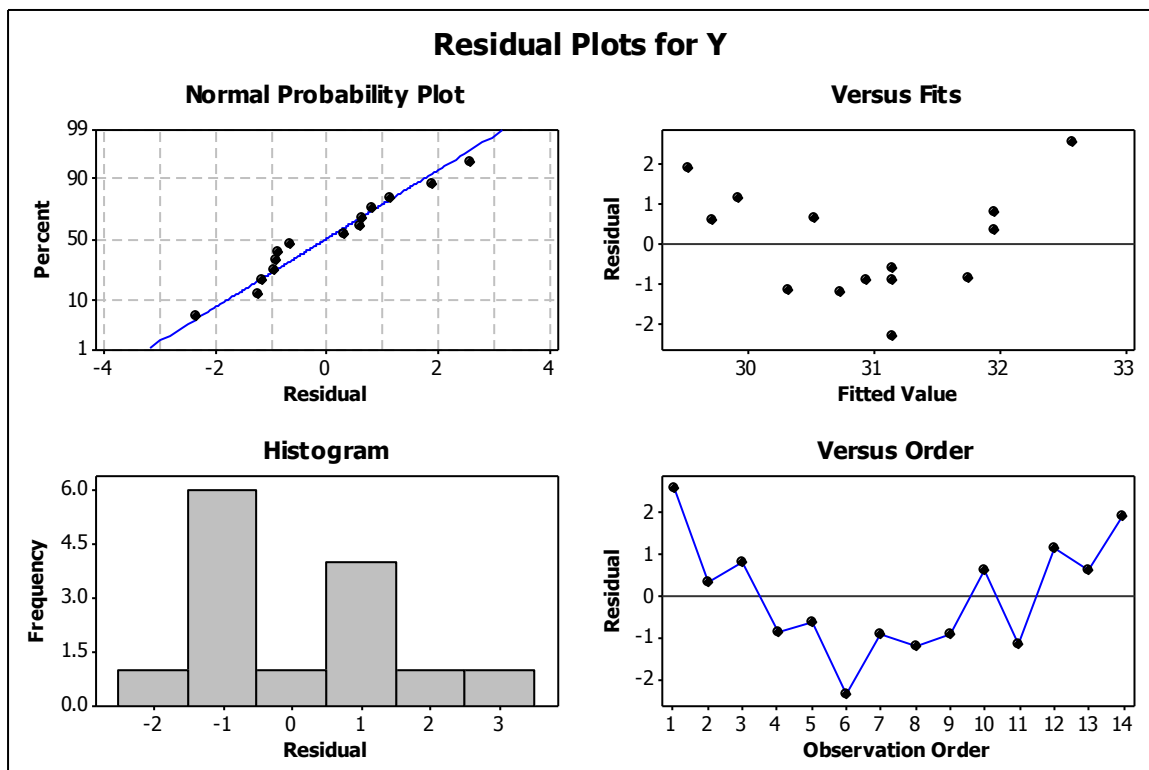 Residual Plots for Y
Normal Probability Plot
99
90
50
10
1
Percent
-4 -2 0 2 4
Residual
Versus Fits
2
1
0
-1
-2
Residual
30 31 32 33
Fitted Value
Histogram
6.0
4.5
3.0
1.5
0.0
Frequency
-2 -1 0 1 2 3
Residual
Versus Order
2
1
0
-1
-2
Residual
1 2 3 4 5 6 7 8 9 10 11 12 13 14
Observation Order